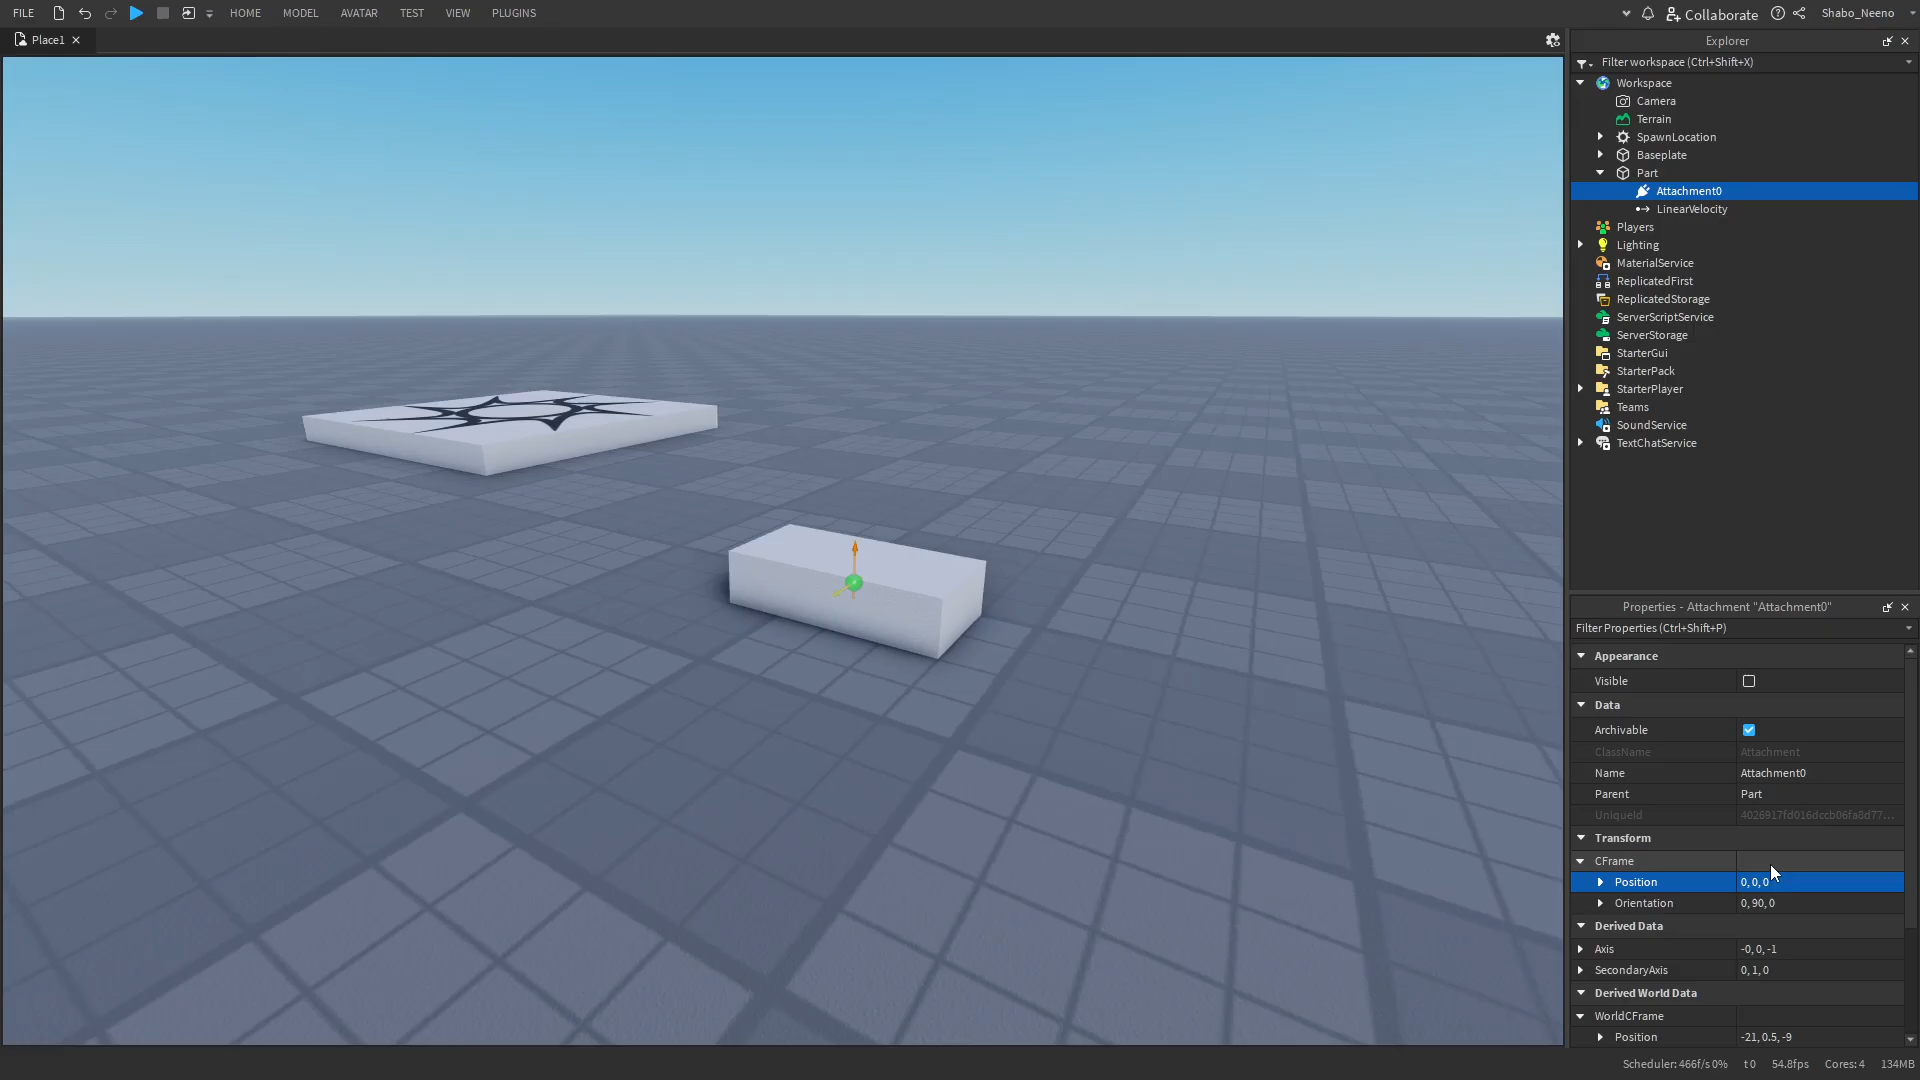 FILE HOME MODEL AVATAR TEST VIEW PLUGINS Collaborate Shabo_Neeno
Place1
Explorer
Filter workspace (Ctrl+Shift+X)
Workspace
Camera
Terrain
SpawnLocation
Baseplate
Part
Attachment0
LinearVelocity
Players
Lighting
MaterialService
ReplicatedFirst
ReplicatedStorage
ServerScriptService
ServerStorage
StarterGui
StarterPack
StarterPlayer
Teams
SoundService
TextChatService
Properties - Attachment "Attachment0"
Filter Properties (Ctrl+Shift+P)
Appearance
Visible
Data
Archivable
ClassName Attachment
Name Attachment0
Parent Part
UniqueId 4026917fd016dccb06fa8d77...
Transform
CFrame
Position 0, 0, 0
Orientation 0, 90, 0
Derived Data
Axis -0, 0, -1
SecondaryAxis 0, 1, 0
Derived World Data
WorldCFrame
Position -21, 0.5, -9
Scheduler: 466f/s 0% t 0 54.8fps Cores: 4 134MB